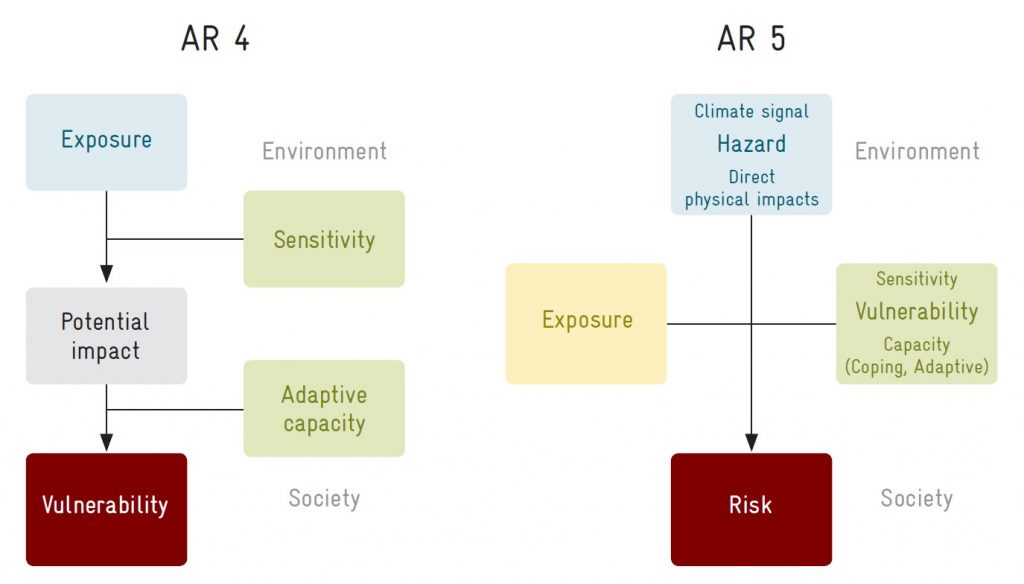 AR 4
Exposure
Environment
Sensitivity
Potential
impact
Adaptive
capacity
Vulnerability
Society
AR 5
Climate signal
Hazard
Direct
physical impacts
Environment
Exposure
Sensitivity
Vulnerability
Capacity
(Coping, Adaptive)
Risk
Society